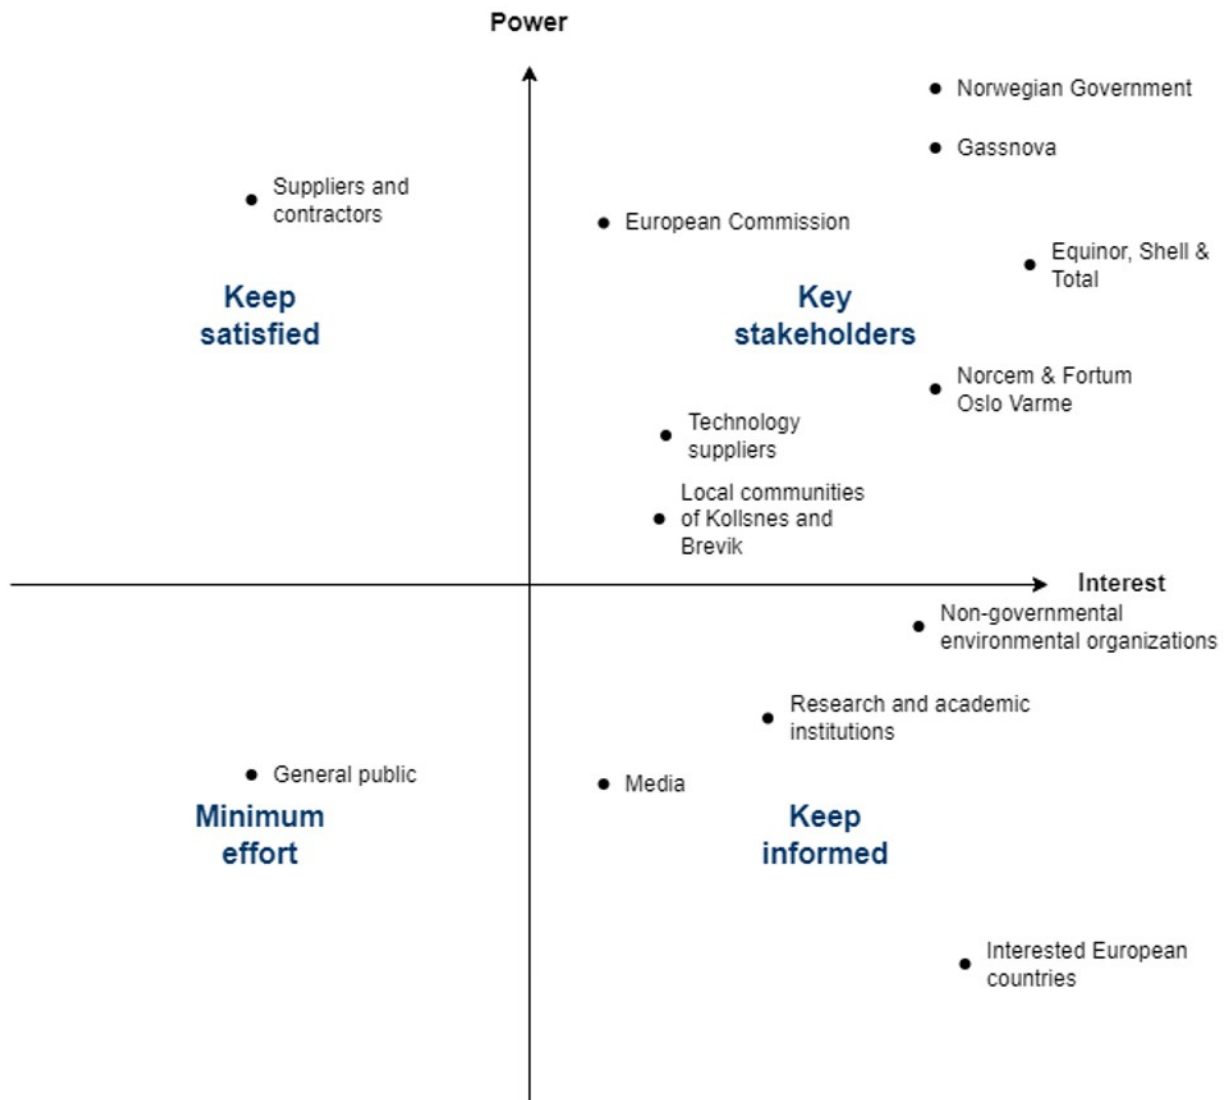 Power
Norwegian Government
Gassnova
Suppliers and
contractors
European Commission
Equinor, Shell &
Total
Keep
satisfied
Key
stakeholders
Norcem & Fortum
Oslo Varme
Technology
suppliers
Local communities
of Kollsnes and
Brevik
Interest
Non-governmental
environmental organizations
Research and academic
institutions
General public
Media
Minimum
effort
Keep
informed
Interested European
countries